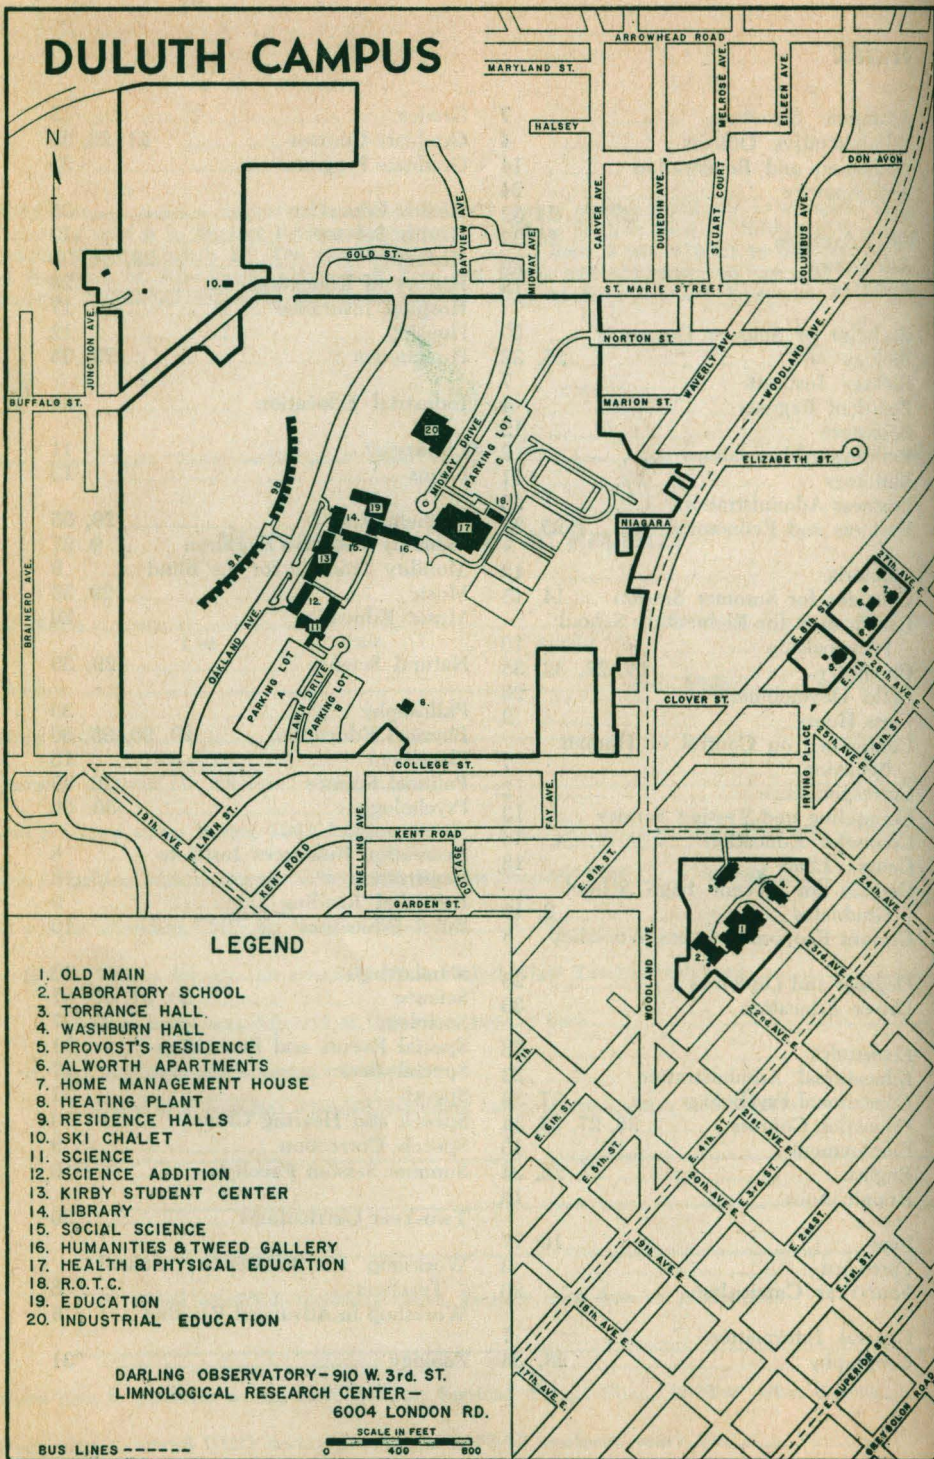 DULUTH CAMPUS
N
ARROWHEAD ROAD
MARYLAND ST.
MELROSE AVE.
EILEEN AVE.
HALSEY
DON AVON
CARVER AVE.
DUNEDIN AVE.
STUART COURT
COLUMBUS AVE.
BAYVIEW AVE.
MIDWAY AVE.
GOLD ST.
10.
ST. MARIE STREET
JUNCTION AVE.
NORTON ST.
WAVERLY AVE.
WOODLAND AVE.
BUFFALO ST.
MARION ST.
20
MIDWAY DRIVE
PARKING LOT
C
ELIZABETH ST.
9B
19
18.
14.
17
NIAGARA
15.
16.
9A
13
27th AVE. E.
BRAINERD AVE.
12.
11
E. 8th ST.
7.
6.
8
5.
E. 7th ST.
26th AVE. E.
OAKLAND AVE.
PARKING LOT
A
LAWN DRIVE
PARKING LOT
B
6.
CLOVER ST.
25th AVE. E.
E. 6th ST.
IRVING PLACE
COLLEGE ST.
19th. AVE. E.
LAWN ST.
FAY AVE.
SNELLING AVE.
KENT ROAD
KENT ROAD
COTTAGE
E. 8th ST.
GARDEN ST.
3.
4.
1
2.
24th AVE. E.
23rd AVE. E.
WOODLAND AVE.
22nd AVE. E.
7th.
E. 6th ST.
E. 5th. ST.
E. 4th. ST.
21st. AVE. E.
20th AVE. E.
E. 3rd. ST.
E. 2nd. ST.
19th AVE. E.
E. 1st. ST.
18th AVE. E.
17th AVE. E.
E. SUPERIOR ST.
GREYSOLON ROAD
LEGEND
1. OLD MAIN
2. LABORATORY SCHOOL
3. TORRANCE HALL
4. WASHBURN HALL
5. PROVOST'S RESIDENCE
6. ALWORTH APARTMENTS
7. HOME MANAGEMENT HOUSE
8. HEATING PLANT
9. RESIDENCE HALLS
10. SKI CHALET
11. SCIENCE
12. SCIENCE ADDITION
13. KIRBY STUDENT CENTER
14. LIBRARY
15. SOCIAL SCIENCE
16. HUMANITIES & TWEED GALLERY
17. HEALTH & PHYSICAL EDUCATION
18. R.O.T.C.
19. EDUCATION
20. INDUSTRIAL EDUCATION
DARLING OBSERVATORY-910 W. 3rd. ST.
LIMNOLOGICAL RESEARCH CENTER—
6004 LONDON RD.
SCALE IN FEET
0 400 800
BUS LINES ------